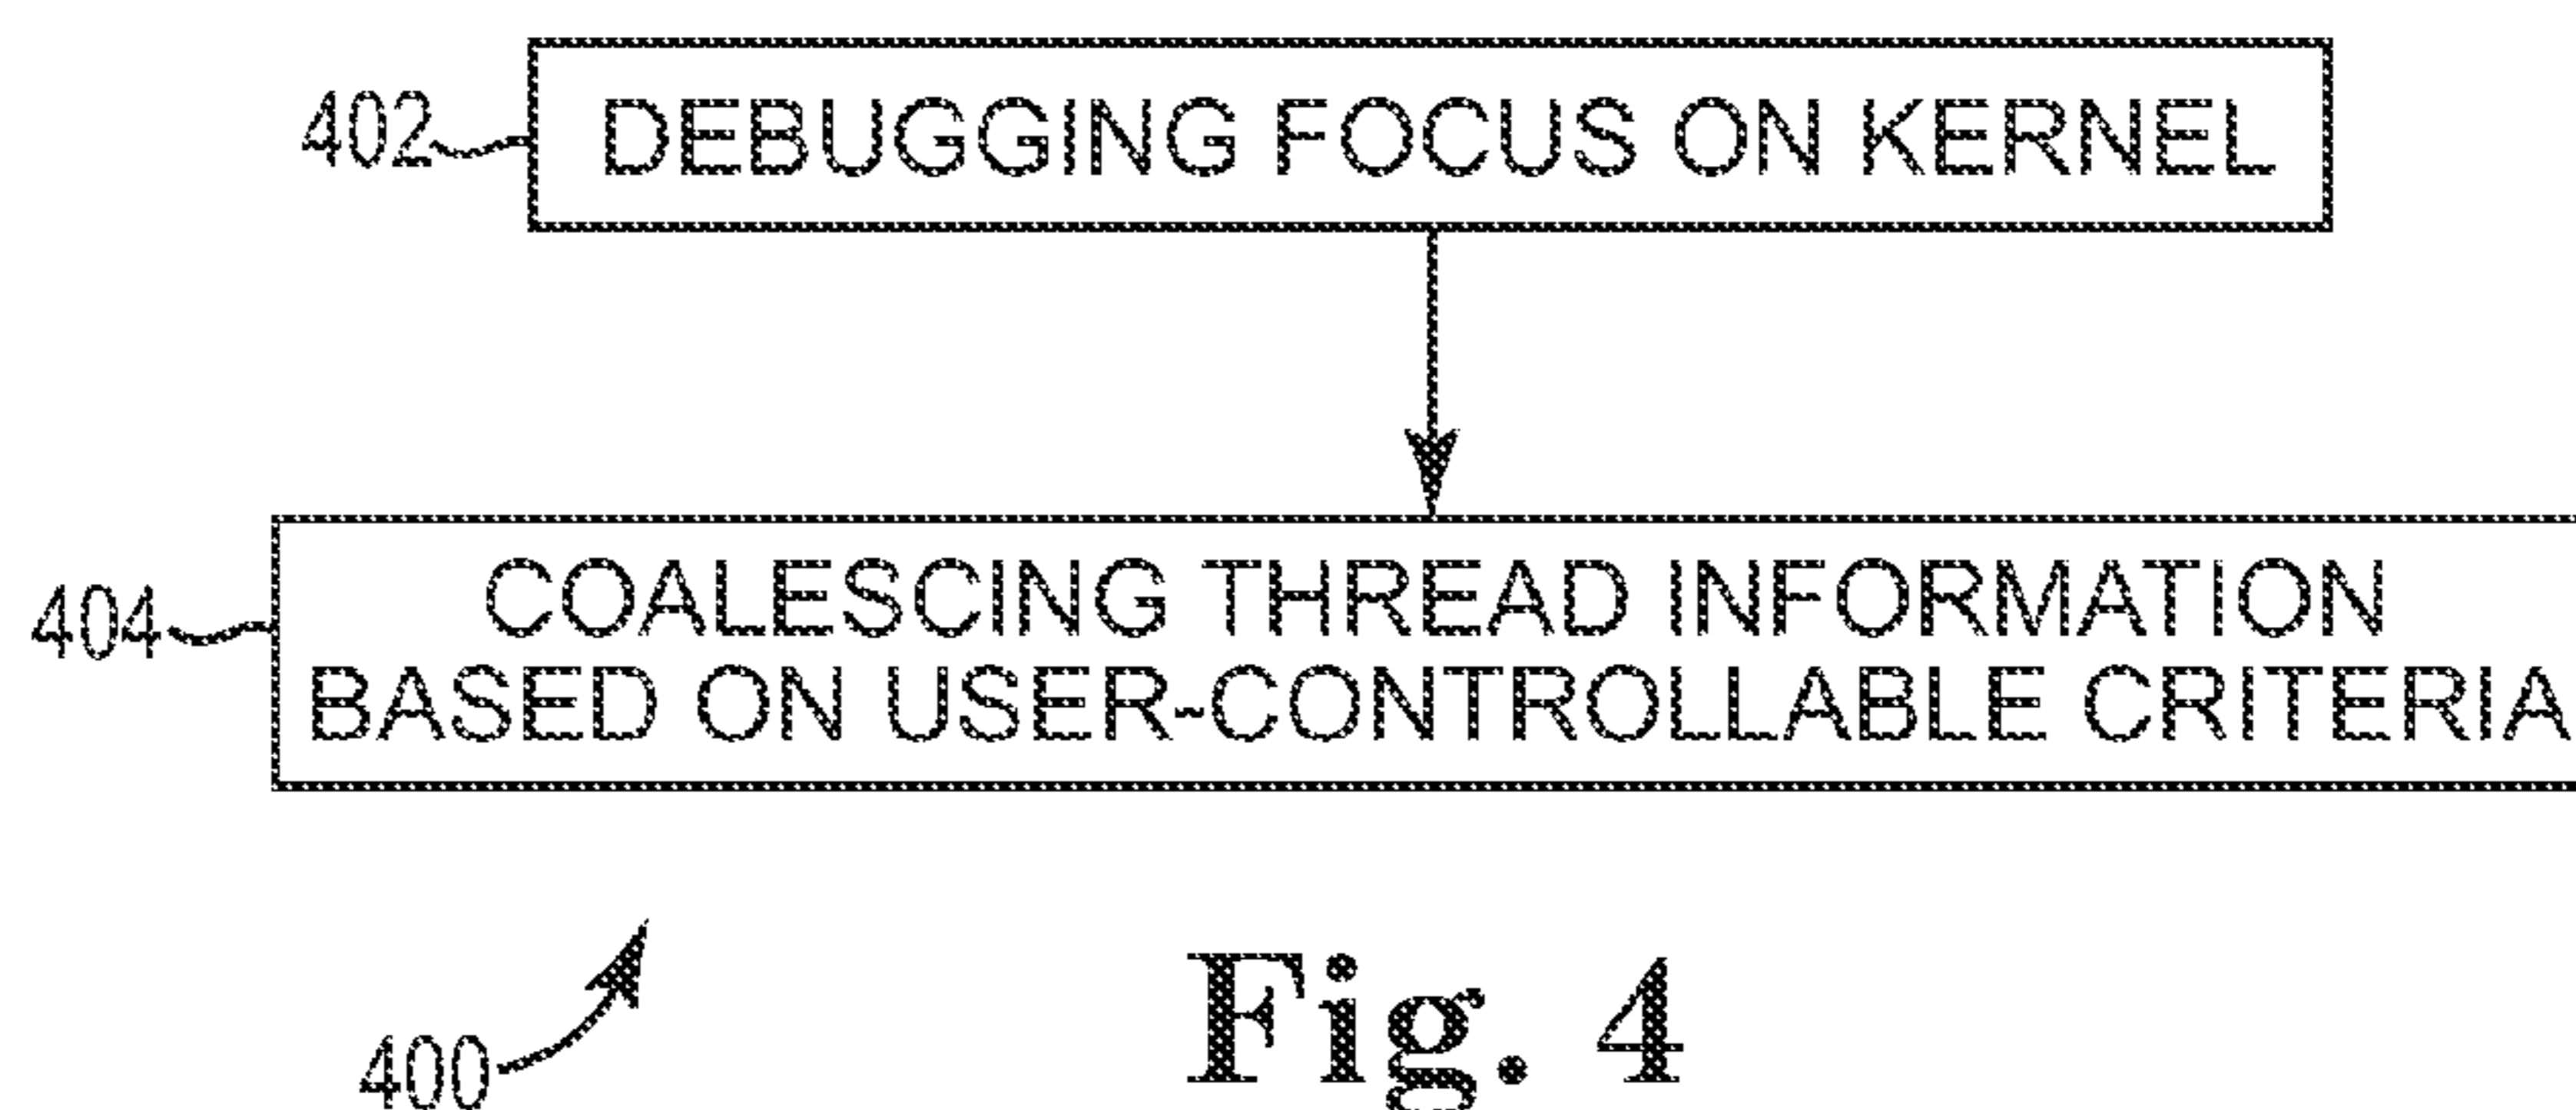 402 DEBUGGING FOCUS ON KERNEL
COALESCING THREAD INFORMATION
404
BASED ON USER-CONTROLLABLE CRITERIA
400
Fig. 4